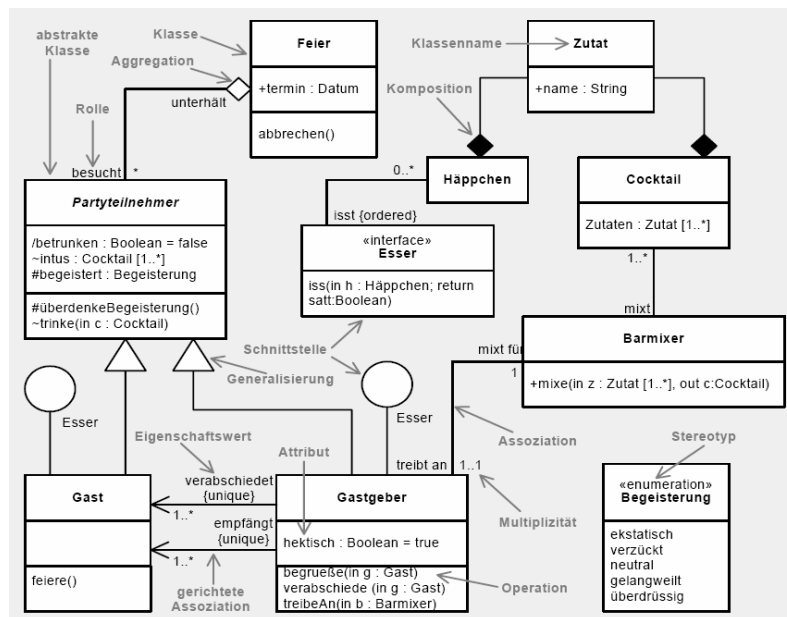 abstrakte
Klasse
Klasse
Aggregation
Rolle
unterhält
besucht
*
Feier
+termin : Datum
abbrechen()
Klassenname
Zutat
+name : String
Komposition
0..*
Häppchen
isst {ordered}
Cocktail
Zutaten : Zutat [1..*]
1..*
mixt
Partyteilnehmer
/betrunken : Boolean = false
~intus : Cocktail [1..*]
#begeistert : Begeisterung
#überdenkeBegeisterung()
~trinke(in c : Cocktail)
«interface»
Esser
iss(in h : Häppchen; return
satt:Boolean)
Barmixer
+mixe(in z : Zutat [1..*], out c:Cocktail)
mixt für
1
Schnittstelle
Generalisierung
Esser
Esser
Eigenschaftswert
Attribut
Assoziation
Stereotyp
treibt an
1..1
Multiplizität
Gast
feiere()
verabschiedet
{unique}
1..*
empfängt
{unique}
1..*
gerichtete
Assoziation
Gastgeber
hektisch : Boolean = true
begrueße(in g : Gast)
verabschiede (in g : Gast)
treibeAn(in b : Barmixer)
Operation
«enumeration»
Begeisterung
ekstatisch
verzückt
neutral
gelangweilt
überdrüssig